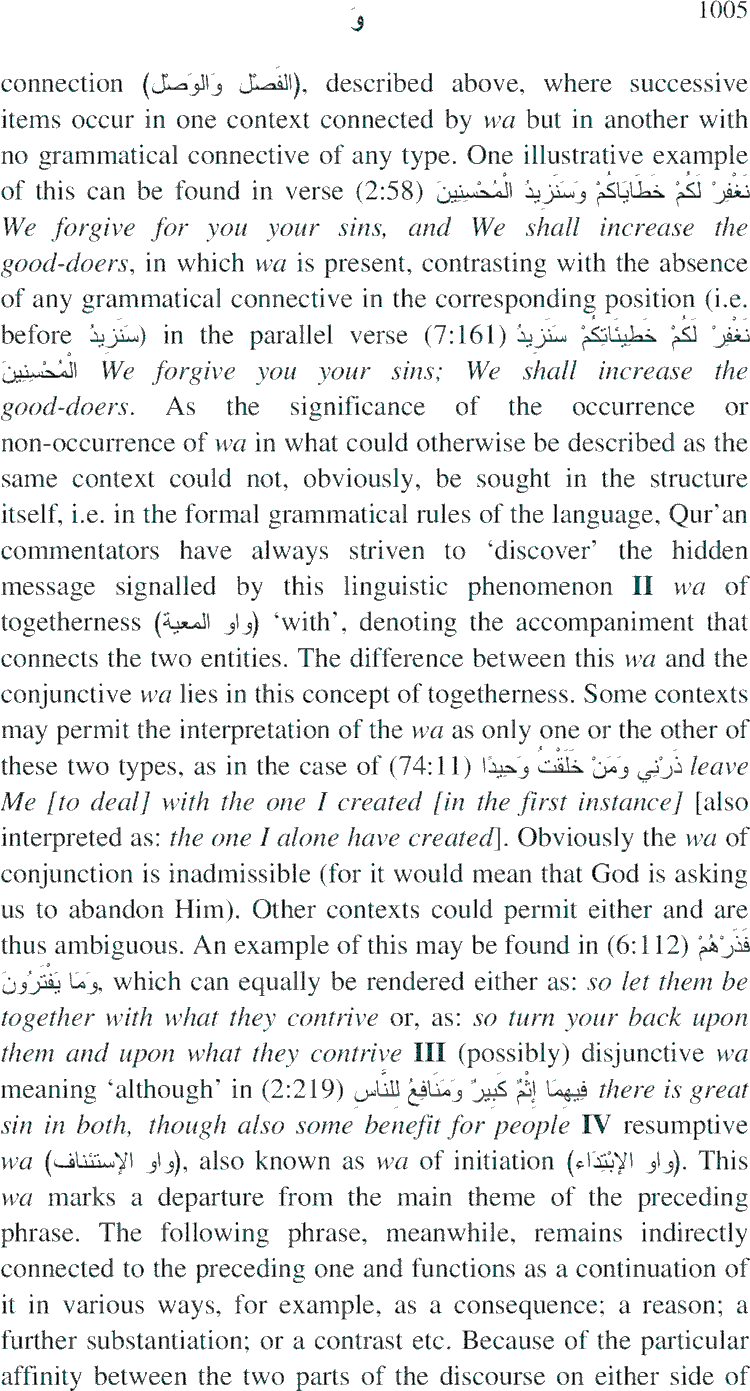 1005
وَ
connection (الفَصْل وَالوَصْل), described above, where successive
items occur in one context connected by wa but in another with
no grammatical connective of any type. One illustrative example
of this can be found in verse (2:58) نَغْفِرْ لَكُمْ خَطَايَاكُمْ وَسَنَزِيدُ الْمُحْسِنِينَ
We forgive for you your sins, and We shall increase the
good-doers, in which wa is present, contrasting with the absence
of any grammatical connective in the corresponding position (i.e.
before سَنَزِيدُ) in the parallel verse (7:161) نَغْفِرْ لَكُمْ خَطِيئَاتِكُمْ سَنَزِيدُ
الْمُحْسِنِينَ We forgive you your sins; We shall increase the
good-doers. As the significance of the occurrence or
non-occurrence of wa in what could otherwise be described as the
same context could not, obviously, be sought in the structure
itself, i.e. in the formal grammatical rules of the language, Qur’an
commentators have always striven to ‘discover’ the hidden
message signalled by this linguistic phenomenon II wa of
togetherness (واو المعية) ‘with’, denoting the accompaniment that
connects the two entities. The difference between this wa and the
conjunctive wa lies in this concept of togetherness. Some contexts
may permit the interpretation of the wa as only one or the other of
these two types, as in the case of (74:11) ذَرْنِي وَمَنْ خَلَقْتُ وَحِيدًا leave
Me [to deal] with the one I created [in the first instance] [also
interpreted as: the one I alone have created]. Obviously the wa of
conjunction is inadmissible (for it would mean that God is asking
us to abandon Him). Other contexts could permit either and are
thus ambiguous. An example of this may be found in (6:112) فَذَرْهُمْ
وَمَا يَفْتَرُونَ, which can equally be rendered either as: so let them be
together with what they contrive or, as: so turn your back upon
them and upon what they contrive III (possibly) disjunctive wa
meaning ‘although’ in (2:219) فِيهِمَا إِثْمٌ كَبِيرٌ وَمَنَافِعُ لِلنَّاسِ there is great
sin in both, though also some benefit for people IV resumptive
wa (واو الإستئناف), also known as wa of initiation (واو الإبْتِدَاء). This
wa marks a departure from the main theme of the preceding
phrase. The following phrase, meanwhile, remains indirectly
connected to the preceding one and functions as a continuation of
it in various ways, for example, as a consequence; a reason; a
further substantiation; or a contrast etc. Because of the particular
affinity between the two parts of the discourse on either side of